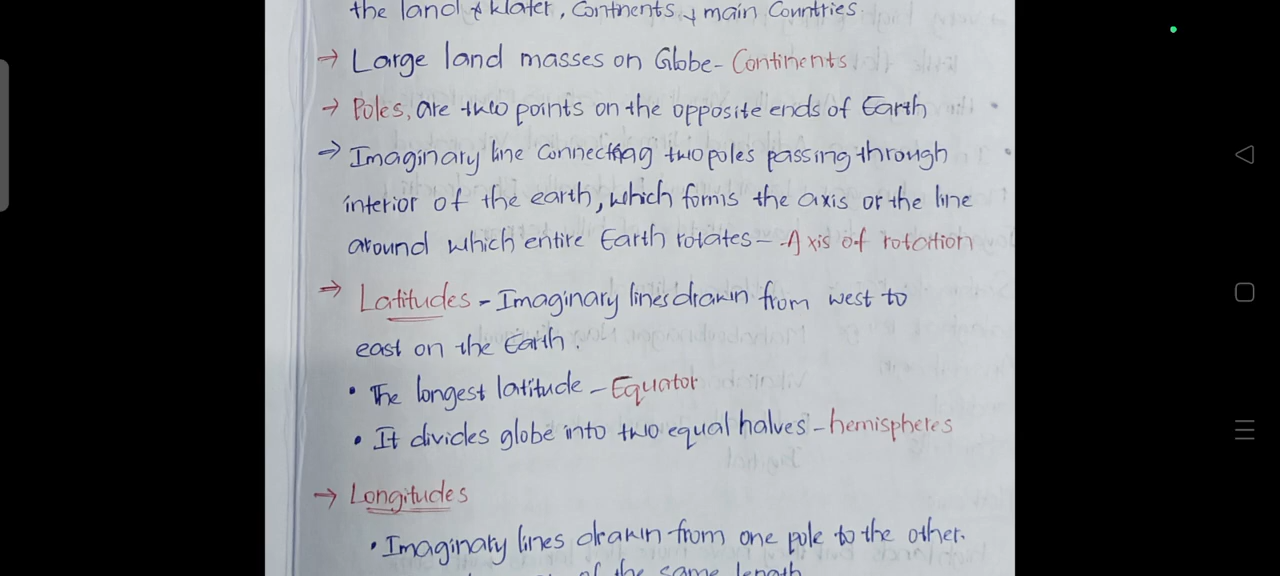 the land & Water, Continents & main Countries.
→ Large land masses on Globe - Continents
→ Poles, are two points on the opposite ends of Earth
→ Imaginary line connecting two poles passing through
interior of the earth, which forms the axis or the line
around which entire Earth rotates - Axis of rotation
→ Latitudes - Imaginary lines drawn from west to
east on the Earth.
• The longest latitude - Equator
• It divides globe into two equal halves - hemispheres
→ Longitudes
• Imaginary lines drawn from one pole to the other.
of the same length